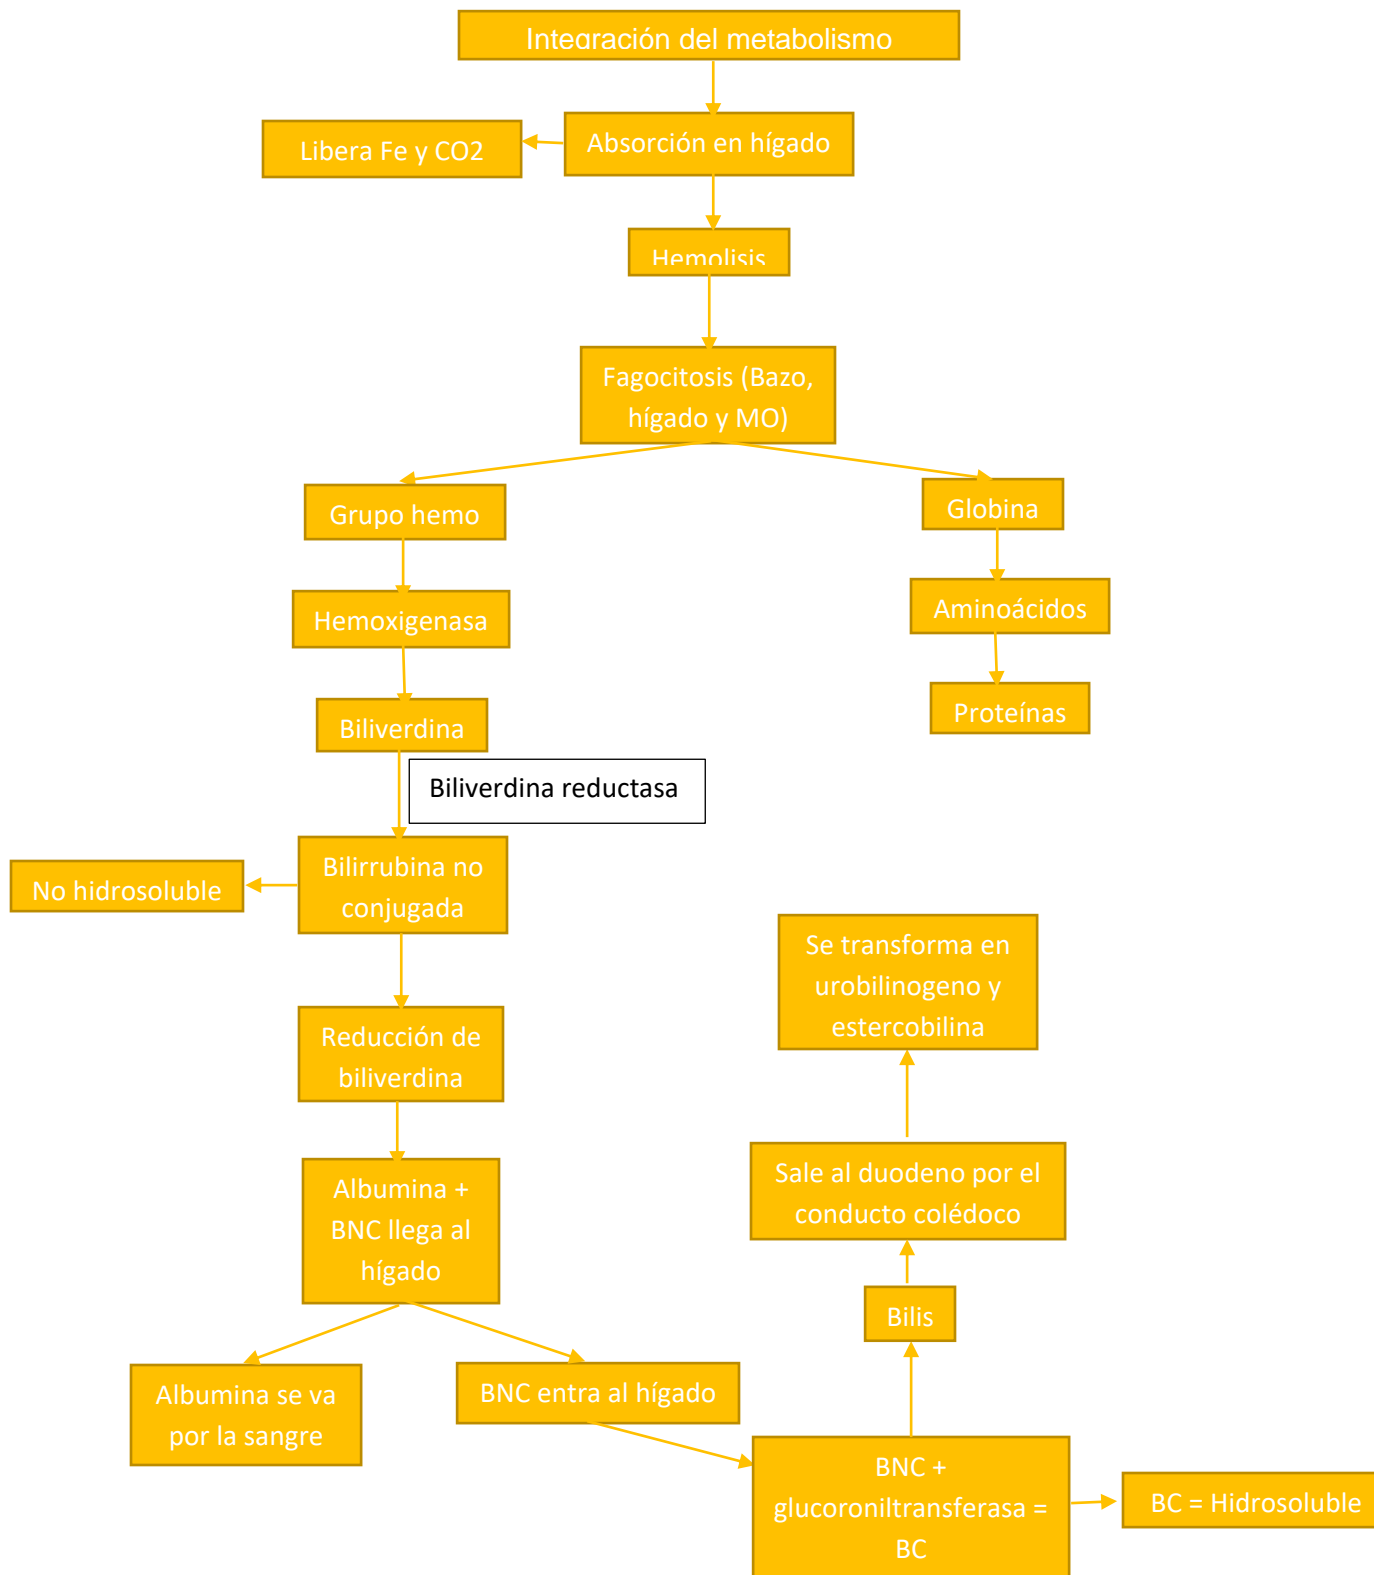 Integración del metabolismo
Libera Fe y CO2
Absorción en hígado
Hemolisis
Fagocitosis (Bazo,
hígado y MO)
Grupo hemo
Globina
Hemoxigenasa
Aminoácidos
Biliverdina
Proteínas
Biliverdina reductasa
Bilirrubina no
conjugada
No hidrosoluble
Reducción de
biliverdina
Albumina +
BNC llega al
hígado
Albumina se va
por la sangre
BNC entra al hígado
BNC +
glucoroniltransferasa =
BC
BC = Hidrosoluble
Bilis
Sale al duodeno por el
conducto colédoco
Se transforma en
urobilinogeno y
estercobilina